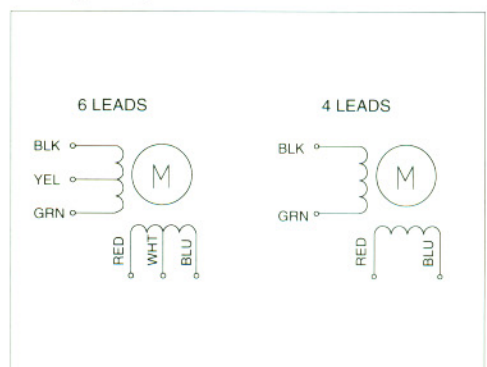 6 LEADS
BLK
YEL
GRN
M
RED
WHT
BLU
4 LEADS
BLK
GRN
M
RED
BLU